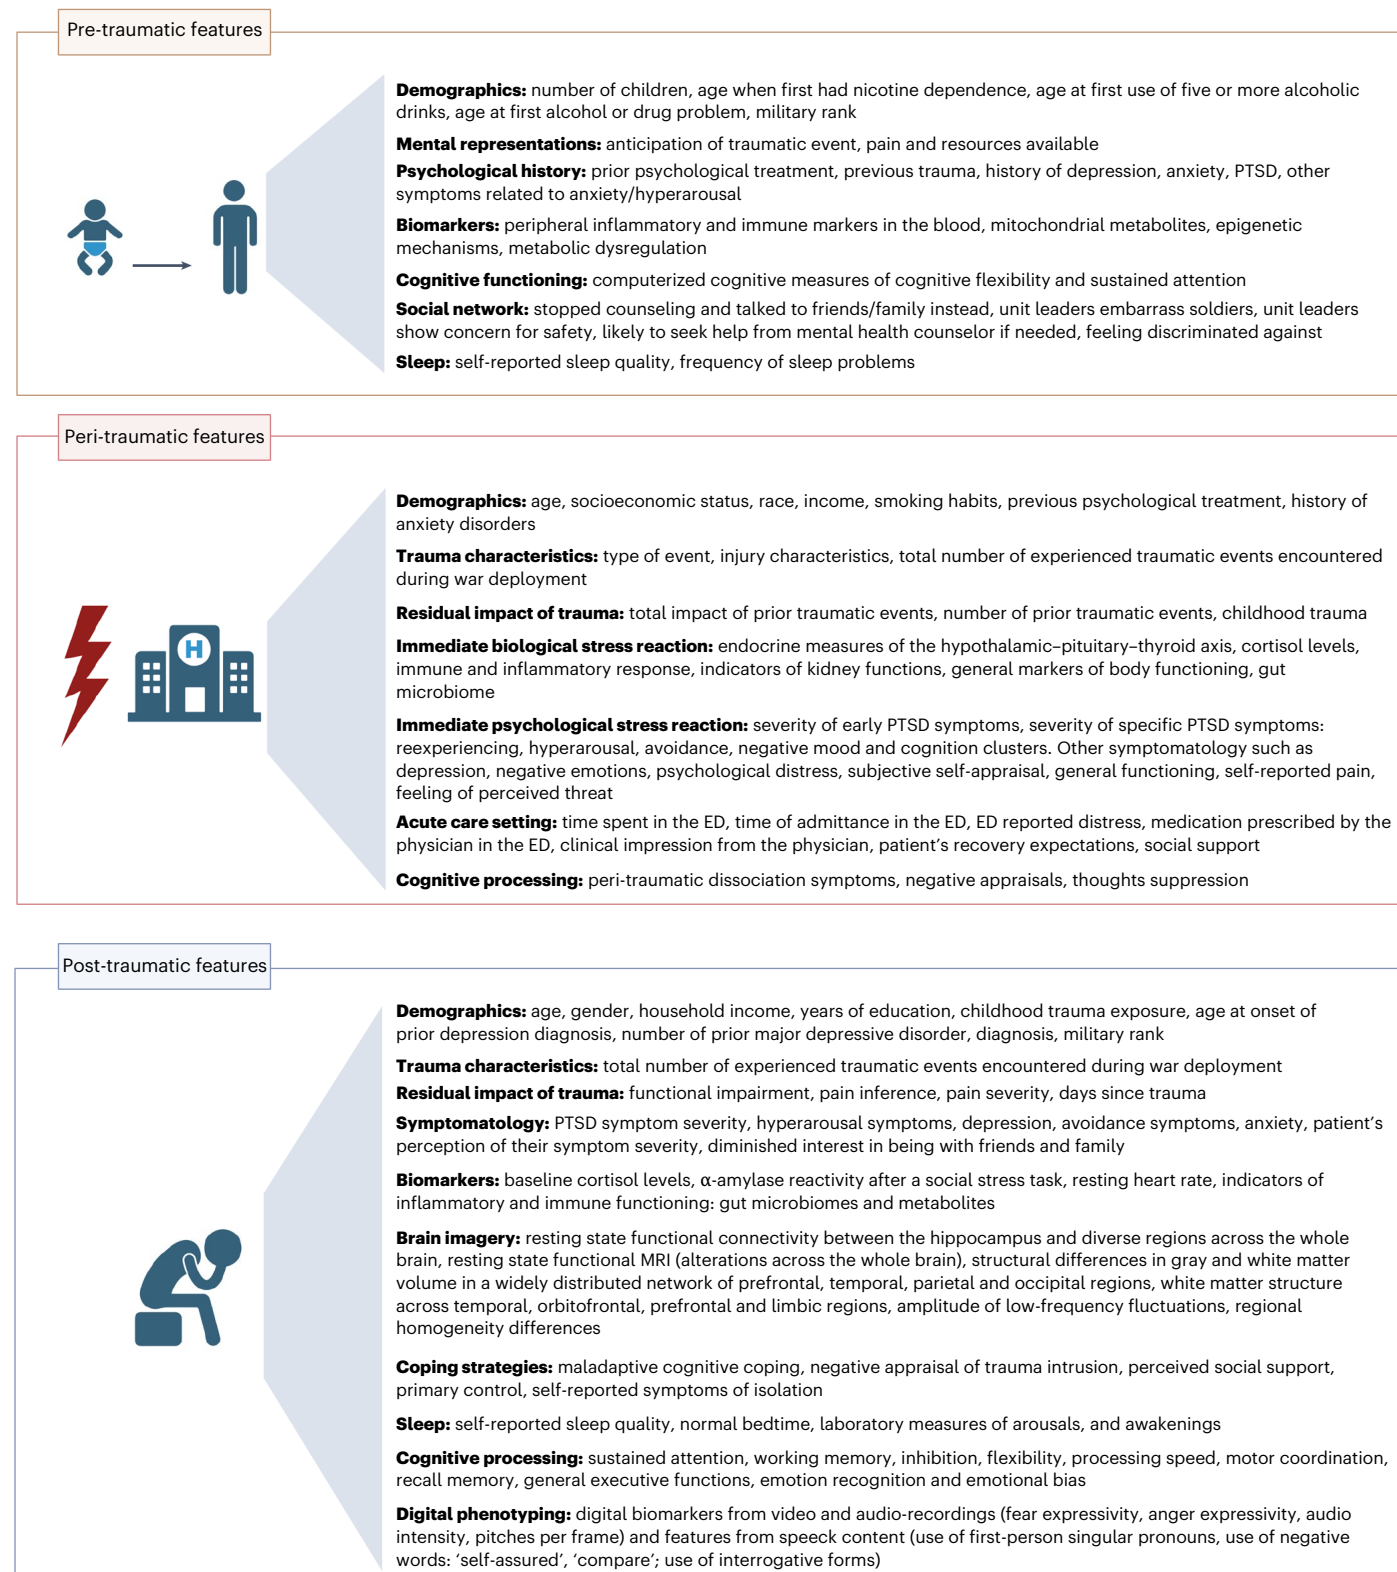 Pre-traumatic features
Demographics: number of children, age when first had nicotine dependence, age at first use of five or more alcoholic
drinks, age at first alcohol or drug problem, military rank
Mental representations: anticipation of traumatic event, pain and resources available
Psychological history: prior psychological treatment, previous trauma, history of depression, anxiety, PTSD, other
symptoms related to anxiety/hyperarousal
Biomarkers: peripheral inflammatory and immune markers in the blood, mitochondrial metabolites, epigenetic
mechanisms, metabolic dysregulation
Cognitive functioning: computerized cognitive measures of cognitive flexibility and sustained attention
Social network: stopped counseling and talked to friends/family instead, unit leaders embarrass soldiers, unit leaders
show concern for safety, likely to seek help from mental health counselor if needed, feeling discriminated against
Sleep: self-reported sleep quality, frequency of sleep problems
Peri-traumatic features
H
Demographics: age, socioeconomic status, race, income, smoking habits, previous psychological treatment, history of
anxiety disorders
Trauma characteristics: type of event, injury characteristics, total number of experienced traumatic events encountered
during war deployment
Residual impact of trauma: total impact of prior traumatic events, number of prior traumatic events, childhood trauma
Immediate biological stress reaction: endocrine measures of the hypothalamic–pituitary–thyroid axis, cortisol levels,
immune and inflammatory response, indicators of kidney functions, general markers of body functioning, gut
microbiome
Immediate psychological stress reaction: severity of early PTSD symptoms, severity of specific PTSD symptoms:
reexperiencing, hyperarousal, avoidance, negative mood and cognition clusters. Other symptomatology such as
depression, negative emotions, psychological distress, subjective self-appraisal, general functioning, self-reported pain,
feeling of perceived threat
Acute care setting: time spent in the ED, time of admittance in the ED, ED reported distress, medication prescribed by the
physician in the ED, clinical impression from the physician, patient's recovery expectations, social support
Cognitive processing: peri-traumatic dissociation symptoms, negative appraisals, thoughts suppression
Post-traumatic features
Demographics: age, gender, household income, years of education, childhood trauma exposure, age at onset of
prior depression diagnosis, number of prior major depressive disorder, diagnosis, military rank
Trauma characteristics: total number of experienced traumatic events encountered during war deployment
Residual impact of trauma: functional impairment, pain inference, pain severity, days since trauma
Symptomatology: PTSD symptom severity, hyperarousal symptoms, depression, avoidance symptoms, anxiety, patient's
perception of their symptom severity, diminished interest in being with friends and family
Biomarkers: baseline cortisol levels, α-amylase reactivity after a social stress task, resting heart rate, indicators of
inflammatory and immune functioning: gut microbiomes and metabolites
Brain imagery: resting state functional connectivity between the hippocampus and diverse regions across the whole
brain, resting state functional MRI (alterations across the whole brain), structural differences in gray and white matter
volume in a widely distributed network of prefrontal, temporal, parietal and occipital regions, white matter structure
across temporal, orbitofrontal, prefrontal and limbic regions, amplitude of low-frequency fluctuations, regional
homogeneity differences
Coping strategies: maladaptive cognitive coping, negative appraisal of trauma intrusion, perceived social support,
primary control, self-reported symptoms of isolation
Sleep: self-reported sleep quality, normal bedtime, laboratory measures of arousals, and awakenings
Cognitive processing: sustained attention, working memory, inhibition, flexibility, processing speed, motor coordination,
recall memory, general executive functions, emotion recognition and emotional bias
Digital phenotyping: digital biomarkers from video and audio-recordings (fear expressivity, anger expressivity, audio
intensity, pitches per frame) and features from speeck content (use of first-person singular pronouns, use of negative
words: 'self-assured', 'compare'; use of interrogative forms)